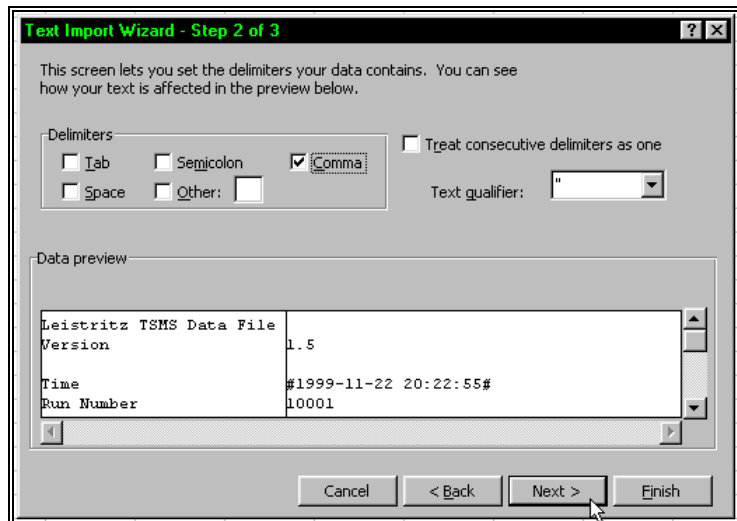 Text Import Wizard - Step 2 of 3
This screen lets you set the delimiters your data contains. You can see
how your text is affected in the preview below.
Delimiters
Tab Semicolon Comma
Space Other:
Treat consecutive delimiters as one
Text qualifier: "
Data preview
Leistritz TSMS Data File
Version 1.5
Time #1999-11-22 20:22:55#
Run Number 10001
Cancel < Back Next > Finish